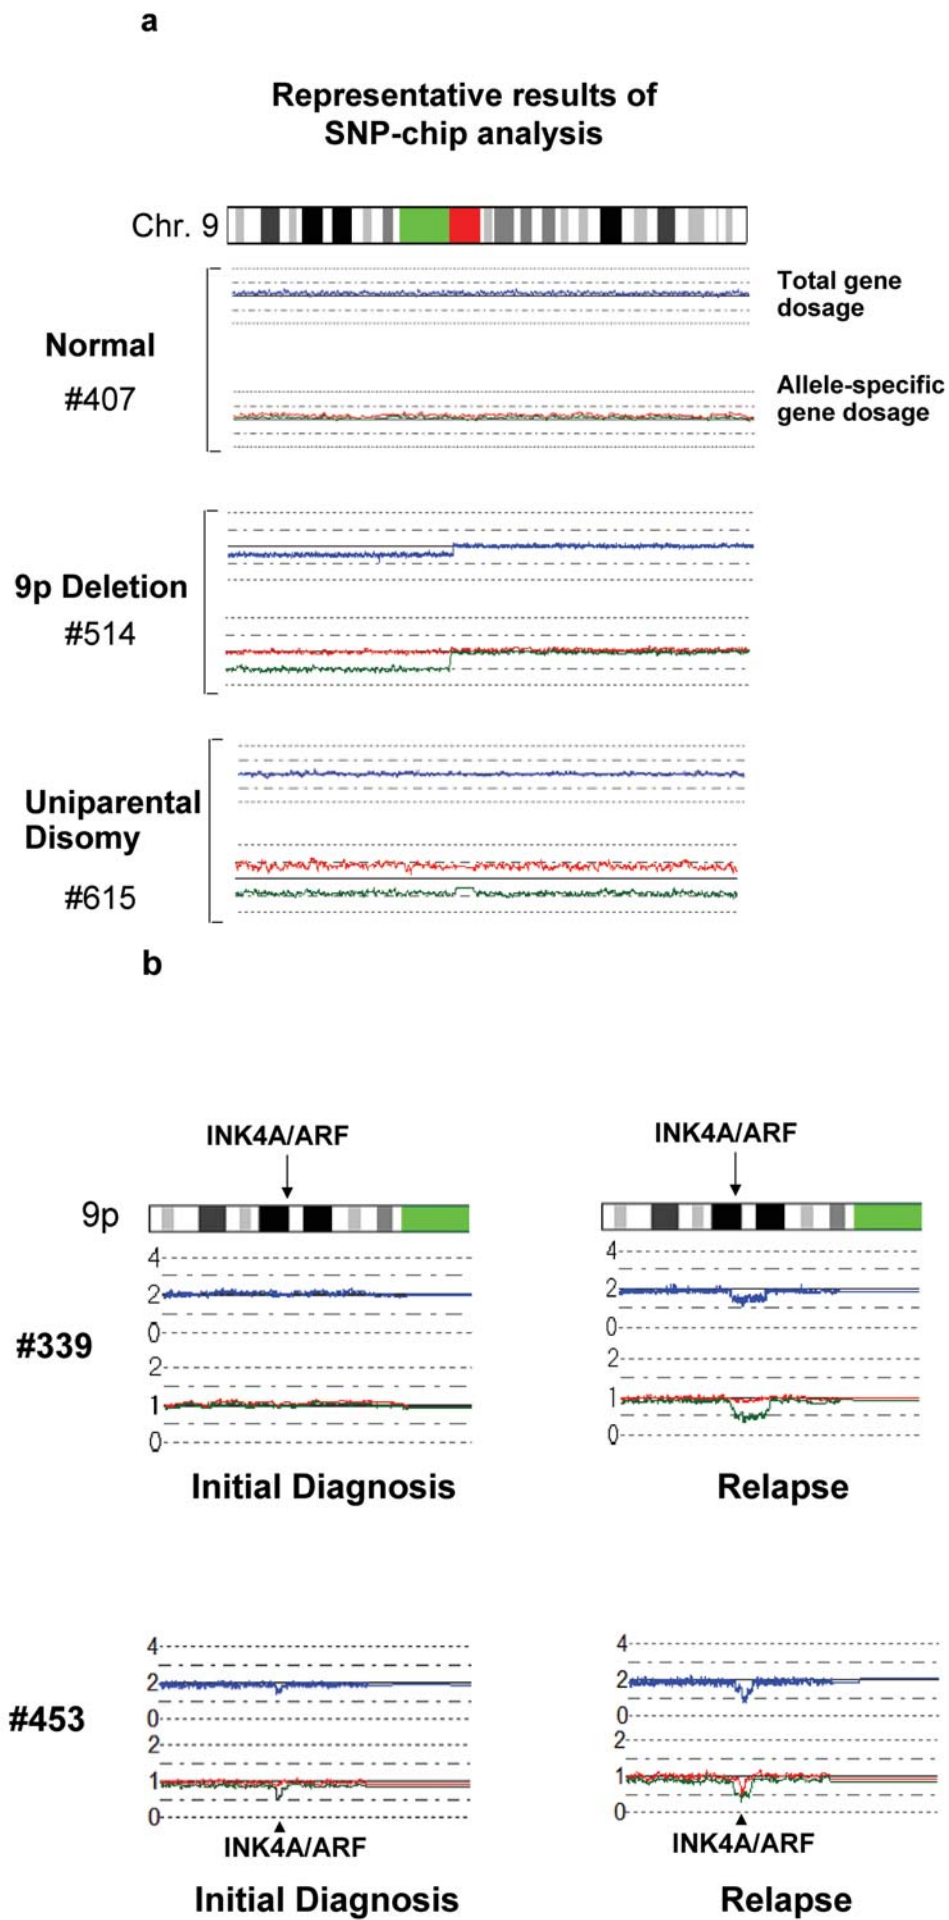 a
Representative results of
SNP-chip analysis
Chr. 9
Normal
#407
Total gene
dosage
Allele-specific
gene dosage
9p Deletion
#514
Uniparental
Disomy
#615
b
INK4A/ARF
INK4A/ARF
9p
#339
4
2
0
2
1
0
4
2
0
2
1
0
Initial Diagnosis
Relapse
#453
4
2
0
2
1
0
4
2
0
2
1
0
INK4A/ARF
INK4A/ARF
Initial Diagnosis
Relapse